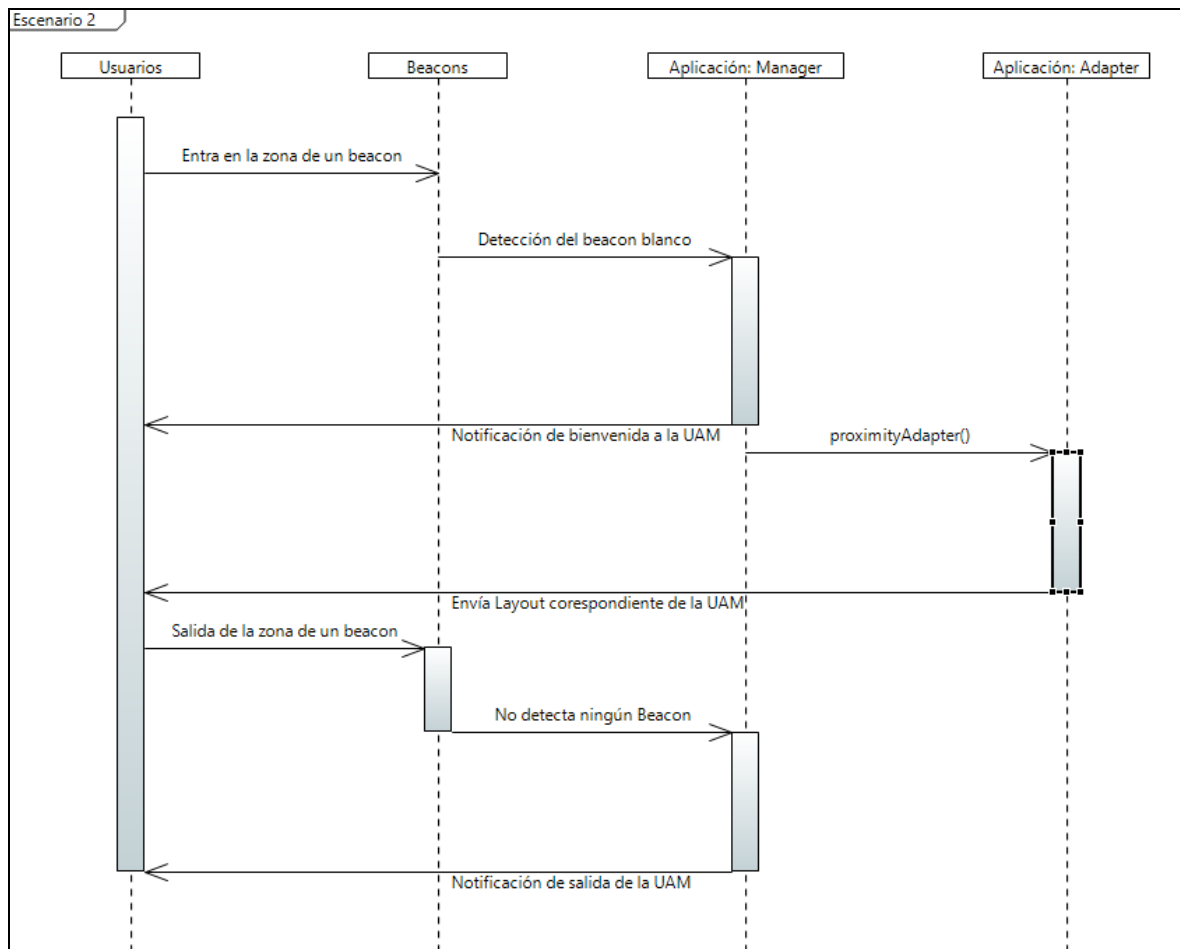 Escenario 2
Usuarios
Beacons
Aplicación: Manager
Aplicación: Adapter
Entra en la zona de un beacon
Detección del beacon blanco
Notificación de bienvenida a la UAM
proximityAdapter()
Envía Layout corespondiente de la UAM
Salida de la zona de un beacon
No detecta ningún Beacon
Notificación de salida de la UAM